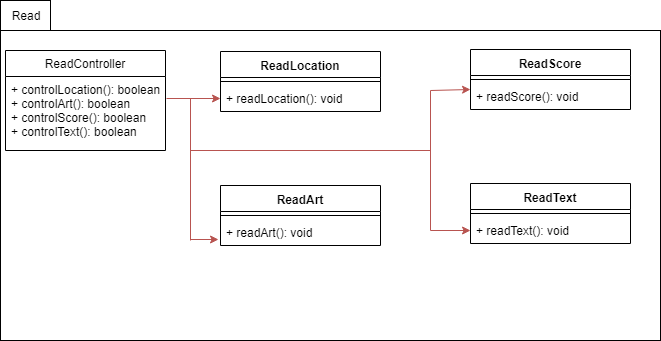 Read
ReadController
+ controlLocation(): boolean
+ controlArt(): boolean
+ controlScore(): boolean
+ controlText(): boolean
ReadLocation
+ readLocation(): void
ReadScore
+ readScore(): void
ReadArt
+ readArt(): void
ReadText
+ readText(): void